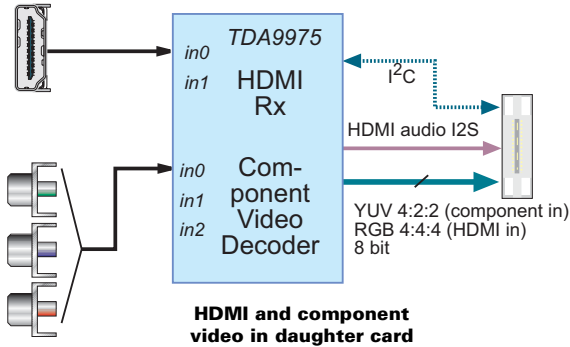 TDA9975
in0
in1
HDMI
Rx
in0
in1
in2
Com-
ponent
Video
Decoder
I²C
HDMI audio I2S
YUV 4:2:2 (component in)
RGB 4:4:4 (HDMI in)
8 bit
HDMI and component
video in daughter card